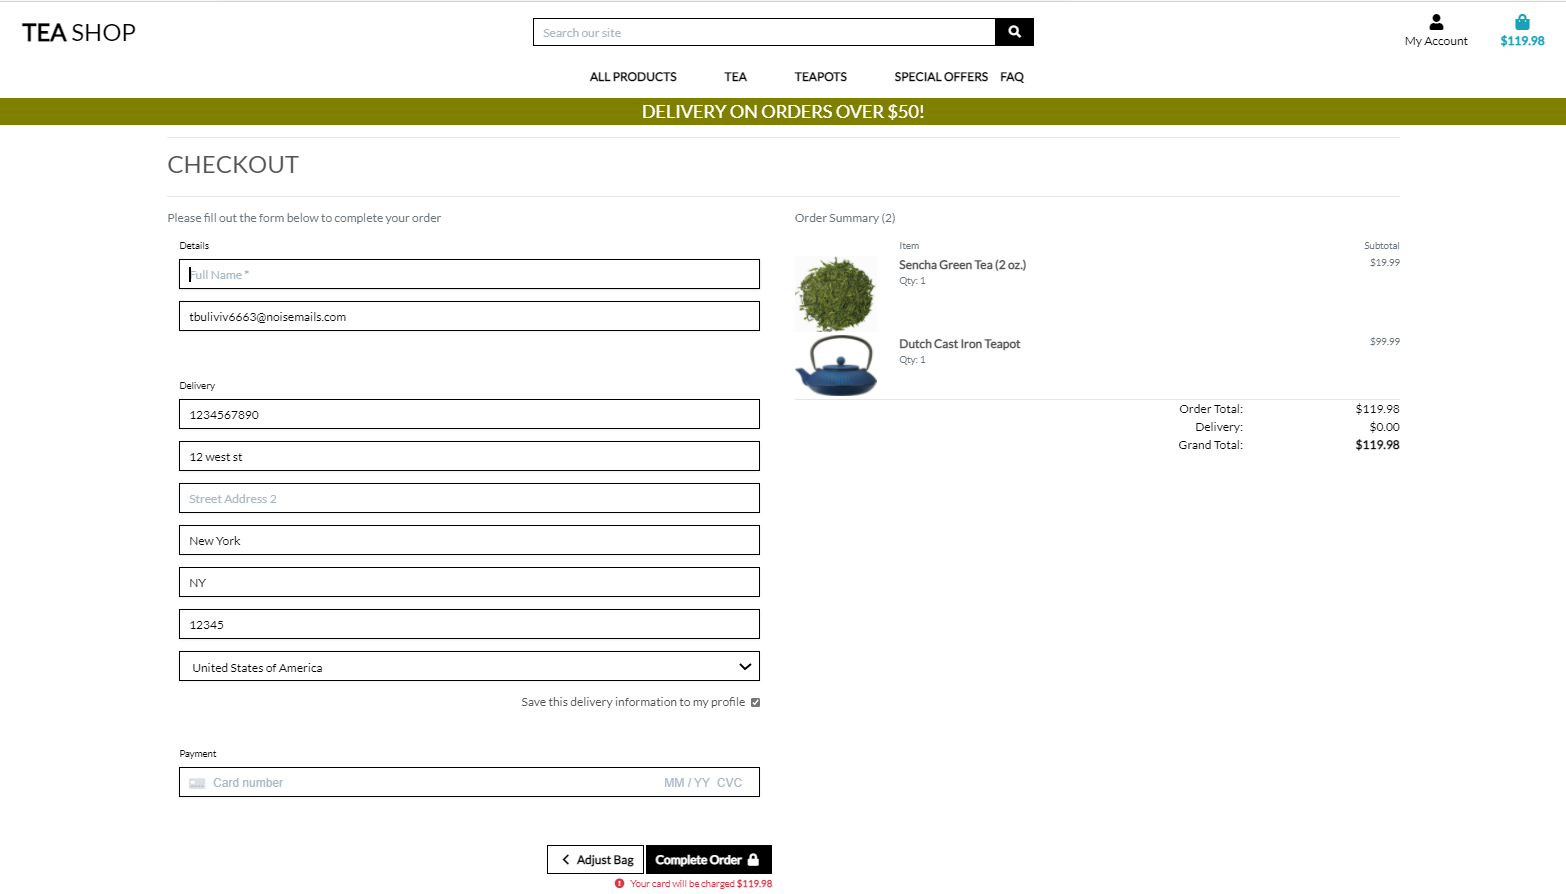 TEA SHOP
Search our site
My Account
$119.98
ALL PRODUCTS TEA TEAPOTS SPECIAL OFFERS FAQ
DELIVERY ON ORDERS OVER $50!
CHECKOUT
Please fill out the form below to complete your order
Details
Full Name *
tbuliviv6663@noisemails.com
Delivery
1234567890
12 west st
Street Address 2
New York
NY
12345
United States of America
Save this delivery information to my profile
Payment
Card number MM / YY CVC
Adjust Bag
Complete Order
Your card will be charged $119.98
Order Summary (2)
Item Subtotal
Sencha Green Tea (2 oz.) $19.99
Qty: 1
Dutch Cast Iron Teapot $99.99
Qty: 1
Order Total: $119.98
Delivery: $0.00
Grand Total: $119.98